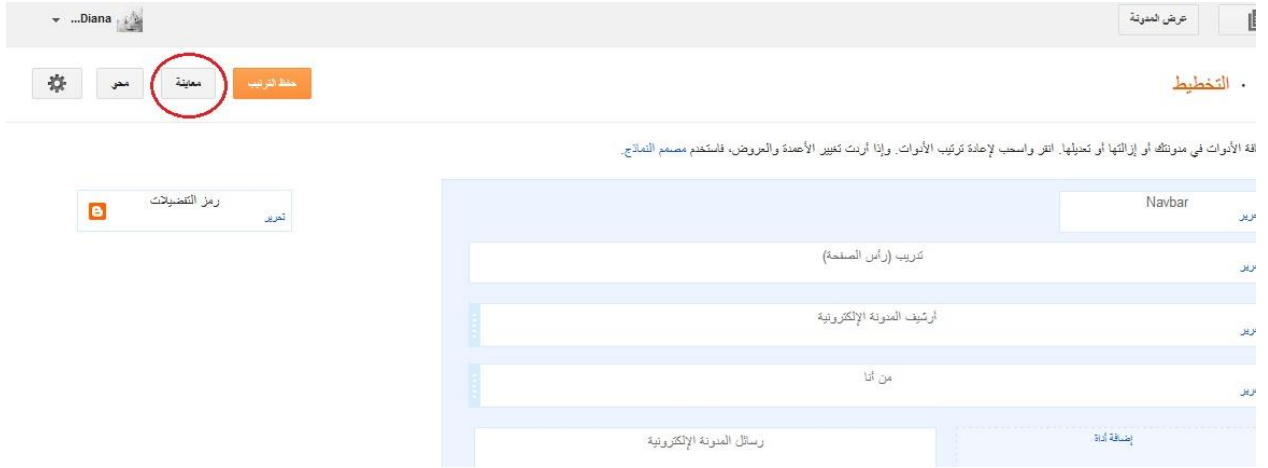 عرض المدونة
Diana...
· التخطيط
حفظ الترتيب
معاينة
محو
الأدوات في مدونتك أو إزالتها أو تعديلها. انقر واسحب لإعادة ترتيب الأدوات. وإذا أردت تغيير الأعمدة والعروض، فاستخدم مصمم النماذج.
Navbar
رمز التفضيلات
تحرير
تدريب (رأس الصفحة)
أرشيف المدونة الإلكترونية
من أنا
إضافة أداة
رسائل المدونة الإلكترونية